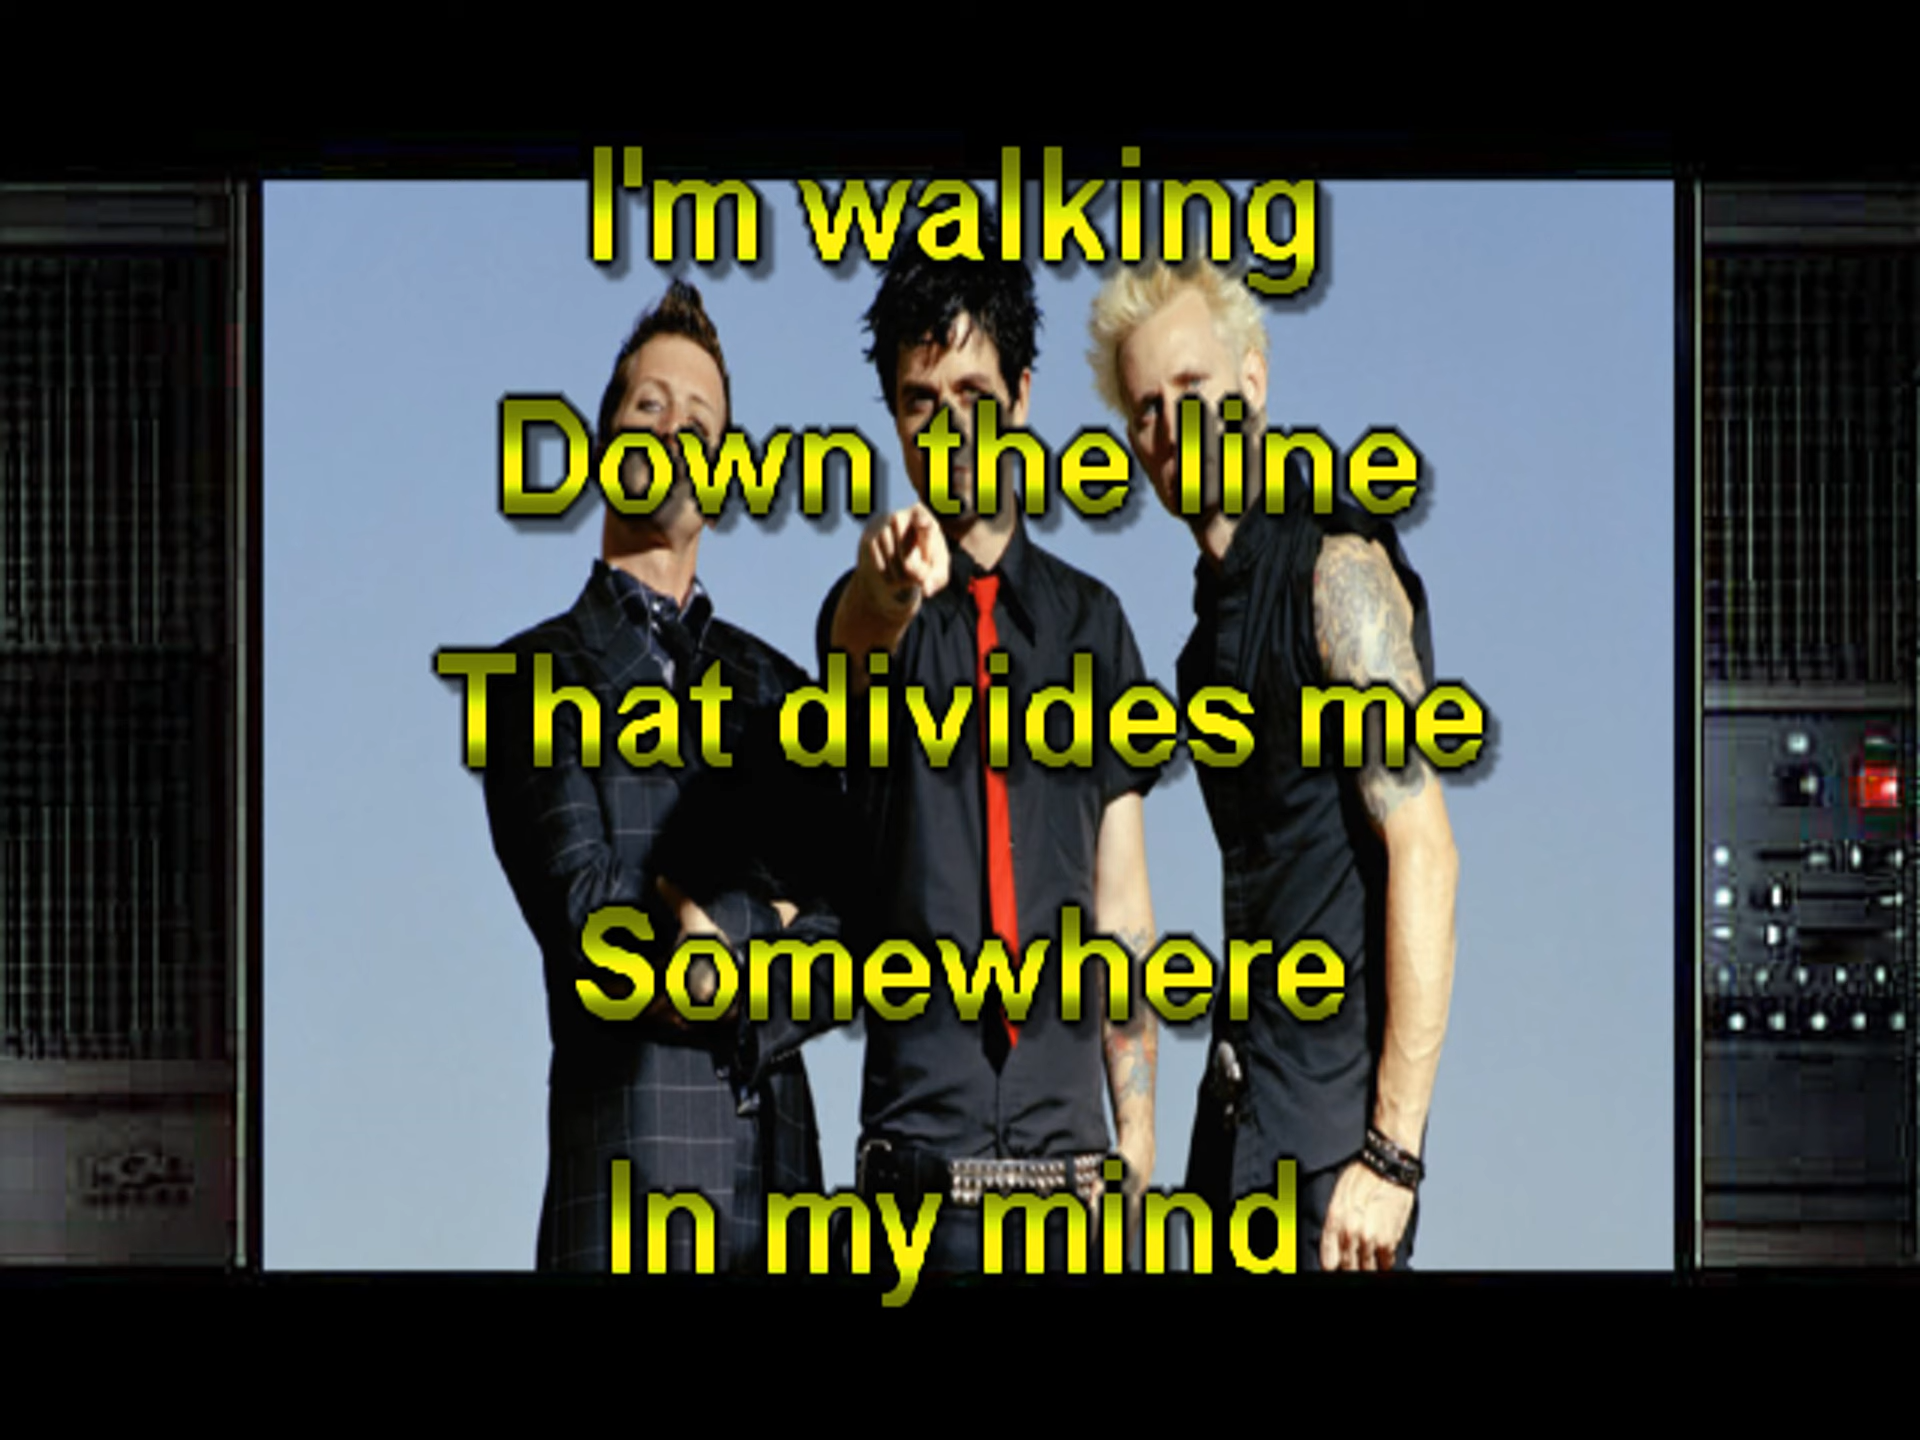 I'm walking
Down the line
That divides me
Somewhere
In my mind